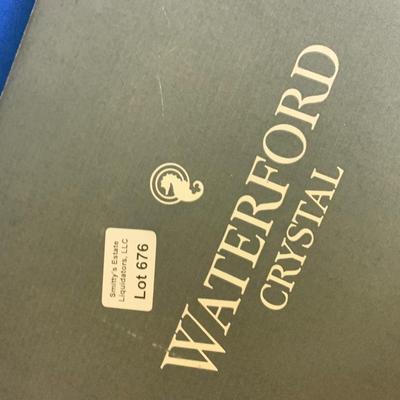 WATERFORD
CRYSTAL
Smitty's Estate
Liquidators, LLC
Lot 676